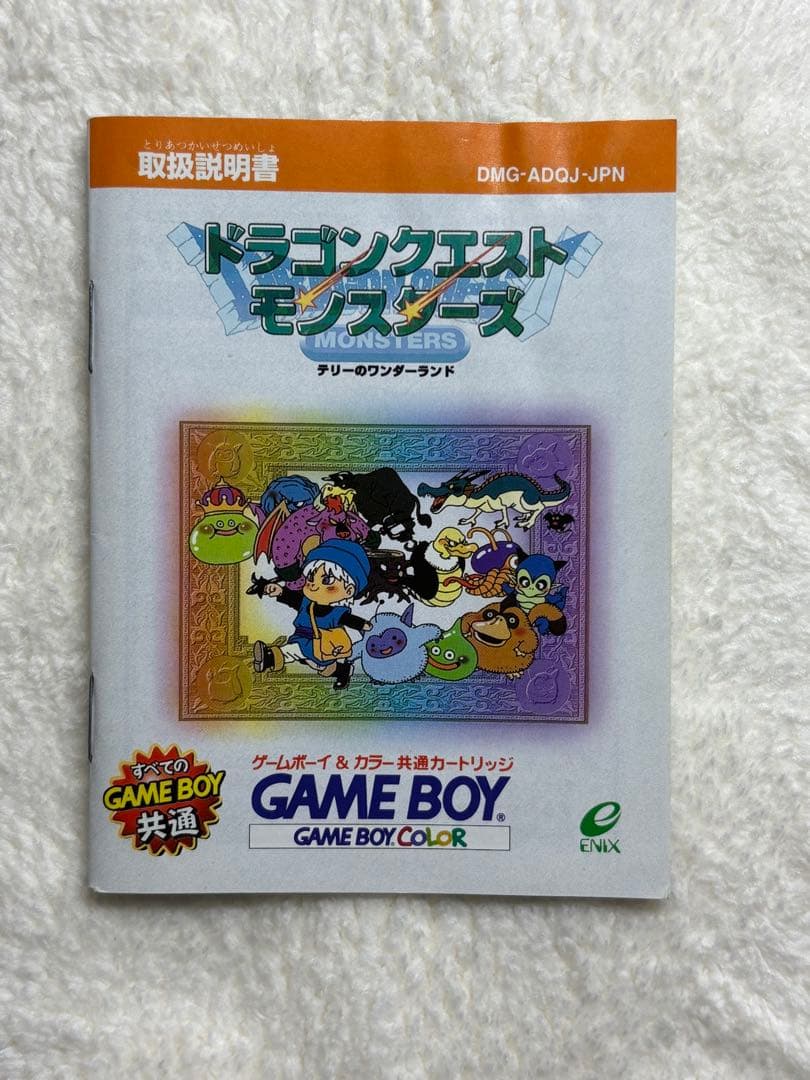 とりあつかいせつめいしょ
取扱説明書
DMG-ADQJ-JPN
ドラゴンクエスト
モンスターズ
MONSTERS
テリーのワンダーランド
すべての
GAME BOY
共通
ゲームボーイ & カラー共通カートリッジ
GAME BOY®
GAME BOY COLOR
e
ENIX